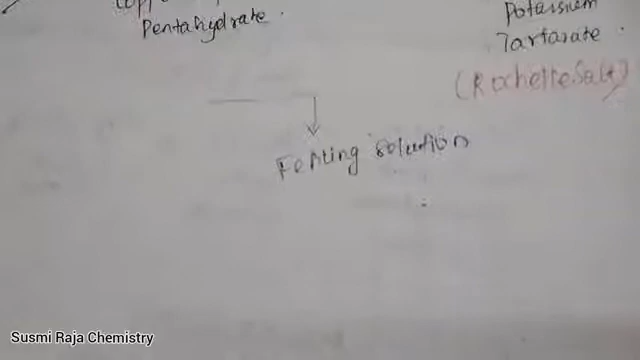 Pentahydrate.
Potassium
Tartarate.
(Rochelle Salt)
Fehling solution
Susmi Raja Chemistry